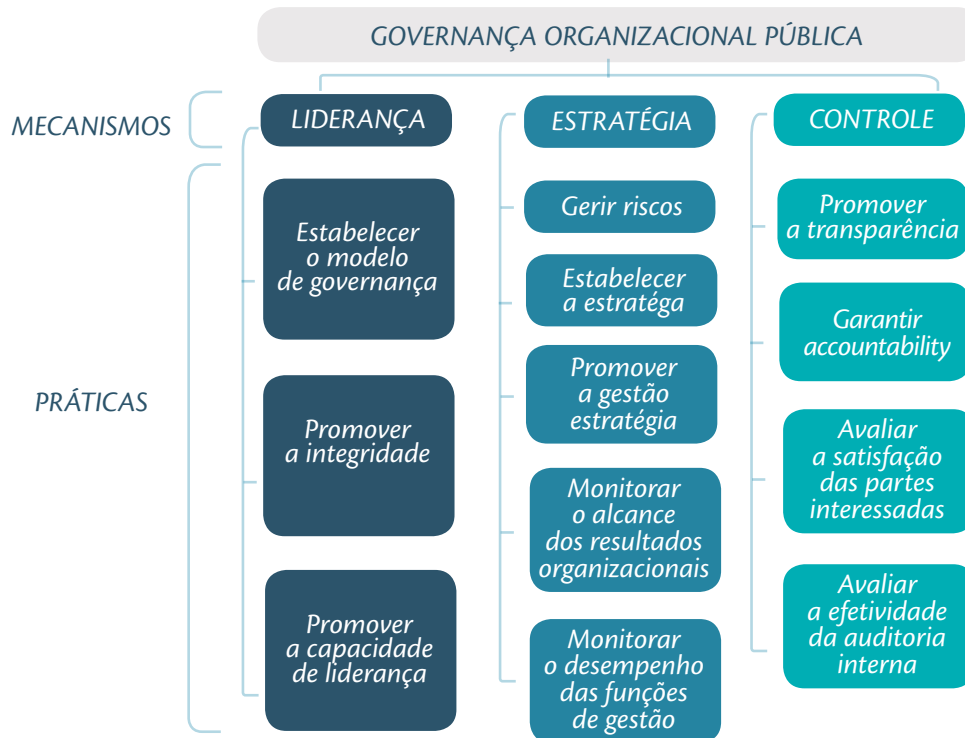 GOVERNANÇA ORGANIZACIONAL PÚBLICA
MECANISMOS
LIDERANÇA
ESTRATÉGIA
CONTROLE
PRÁTICAS
Estabelecer
o modelo
de governança
Promover
a integridade
Promover
a capacidade
de liderança
Gerir riscos
Estabelecer
a estratéga
Promover
a gestão
estratégia
Monitorar
o alcance
dos resultados
organizacionais
Monitorar
o desempenho
das funções
de gestão
Promover
a transparência
Garantir
accountability
Avaliar
a satisfação
das partes
interessadas
Avaliar
a efetividade
da auditoria
interna